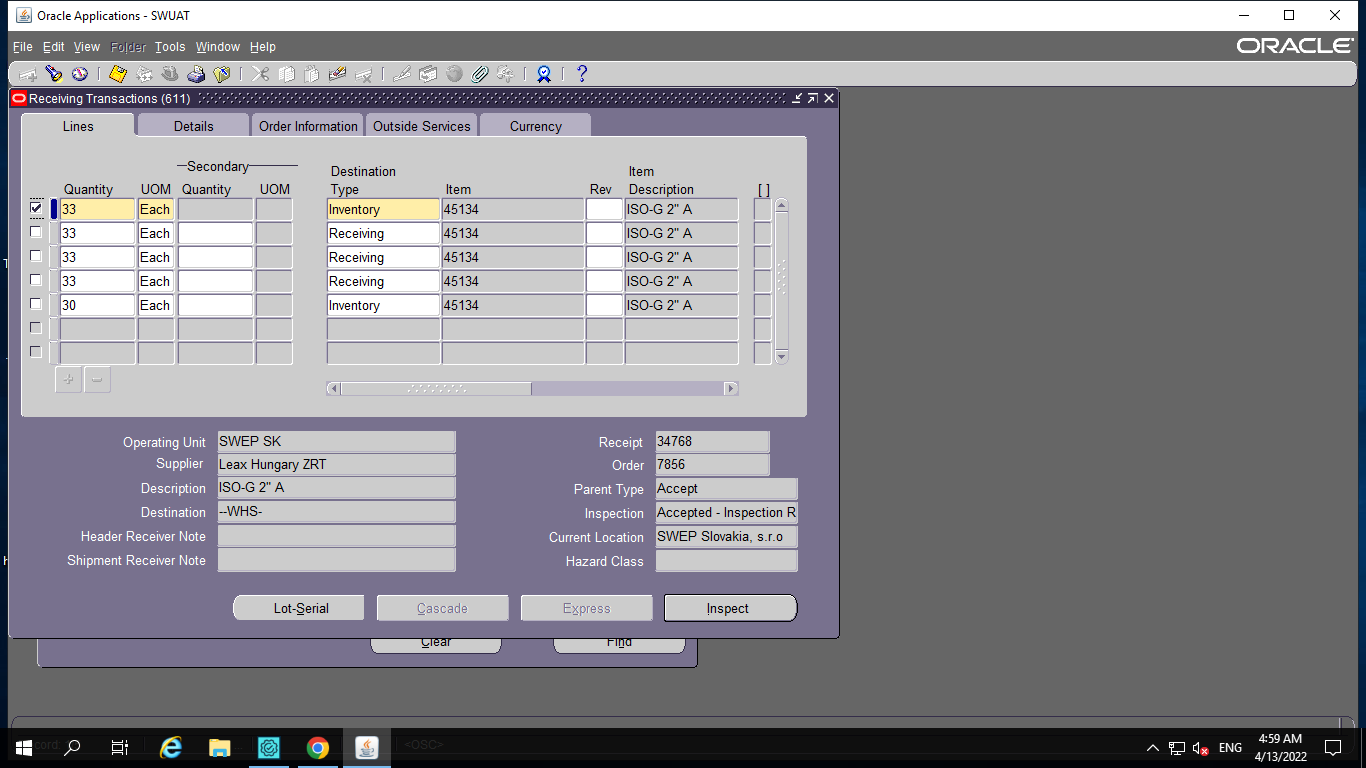 Oracle Applications - SWUAT
File Edit View Folder Tools Window Help
ORACLE
Receiving Transactions (611)
Lines Details Order Information Outside Services Currency
Secondary
Destination Item
Quantity UOM Quantity UOM Type Item Rev Description [ ]
33 Each Inventory 45134 ISO-G 2" A
33 Each Receiving 45134 ISO-G 2" A
33 Each Receiving 45134 ISO-G 2" A
33 Each Receiving 45134 ISO-G 2" A
30 Each Inventory 45134 ISO-G 2" A
Operating Unit SWEP SK Receipt 34768
Supplier Leax Hungary ZRT Order 7856
Description ISO-G 2" A Parent Type Accept
Destination --WHS- Inspection Accepted - Inspection R
Header Receiver Note Current Location SWEP Slovakia, s.r.o
Shipment Receiver Note Hazard Class
Lot-Serial Cascade Express Inspect
Clear Find
<OSC>
ENG 4:59 AM
4/13/2022